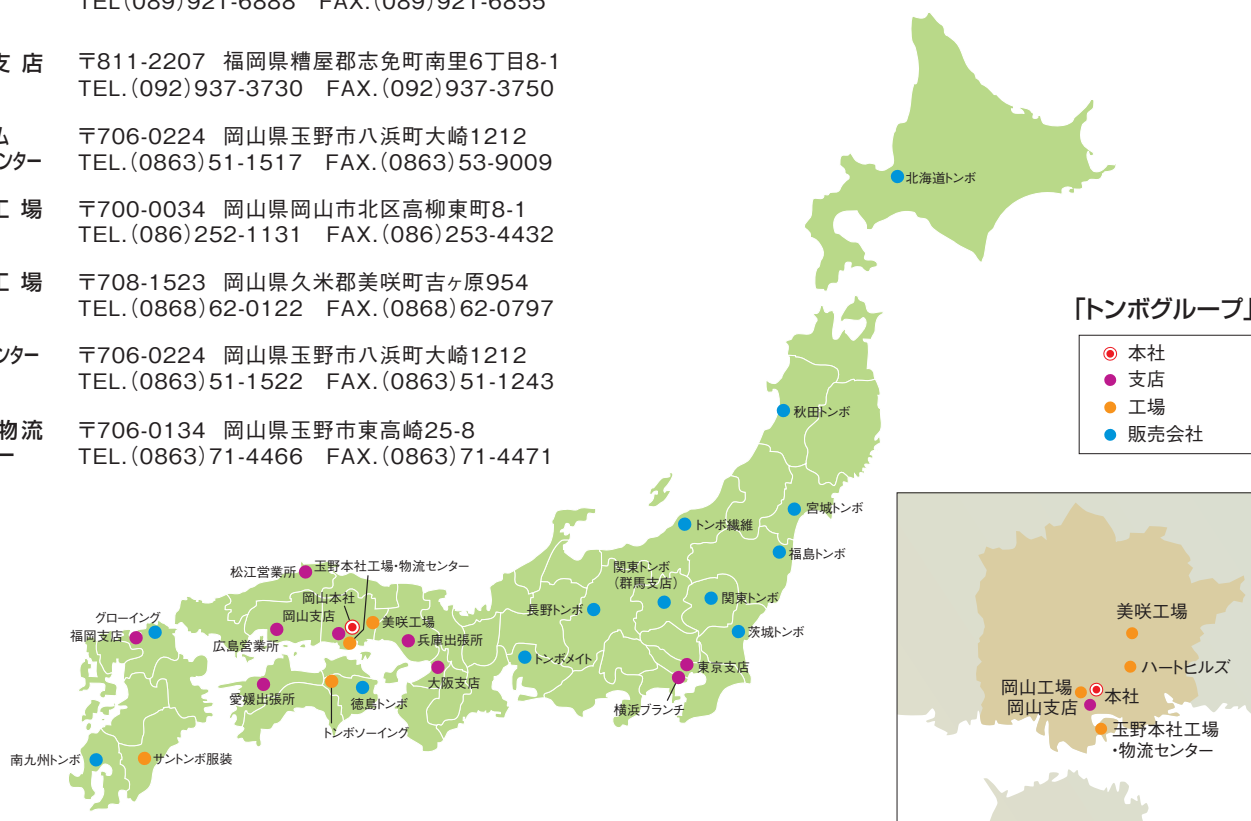 TEL(089)921-6888 FAX.(089)921-6855
支店 〒811-2207 福岡県糟屋郡志免町南里6丁目8-1
TEL.(092)937-3730 FAX.(092)937-3750
ム 〒706-0224 岡山県玉野市八浜町大崎1212
ンター TEL.(0863)51-1517 FAX.(0863)53-9009
工場 〒700-0034 岡山県岡山市北区高柳東町8-1
TEL.(086)252-1131 FAX.(086)253-4432
工場 〒708-1523 岡山県久米郡美咲町吉ヶ原954
TEL.(0868)62-0122 FAX.(0868)62-0797
ンター 〒706-0224 岡山県玉野市八浜町大崎1212
TEL.(0863)51-1522 FAX.(0863)51-1243
物流 〒706-0134 岡山県玉野市東高崎25-8
ー TEL.(0863)71-4466 FAX.(0863)71-4471
北海道トンボ
秋田トンボ
宮城トンボ
トンボ繊維
福島トンボ
関東トンボ
（群馬支店）
関東トンボ
長野トンボ
茨城トンボ
トンボメイト
東京支店
横浜ブランチ
松江営業所
玉野本社工場・物流センター
岡山本社
岡山支店
美咲工場
兵庫出張所
広島営業所
大阪支店
グローイング
福岡支店
愛媛出張所
徳島トンボ
トンボソーイング
南九州トンボ
サントンボ服装
「トンボグループ」
本社
支店
工場
販売会社
美咲工場
ハートヒルズ
岡山工場
本社
岡山支店
玉野本社工場
・物流センター